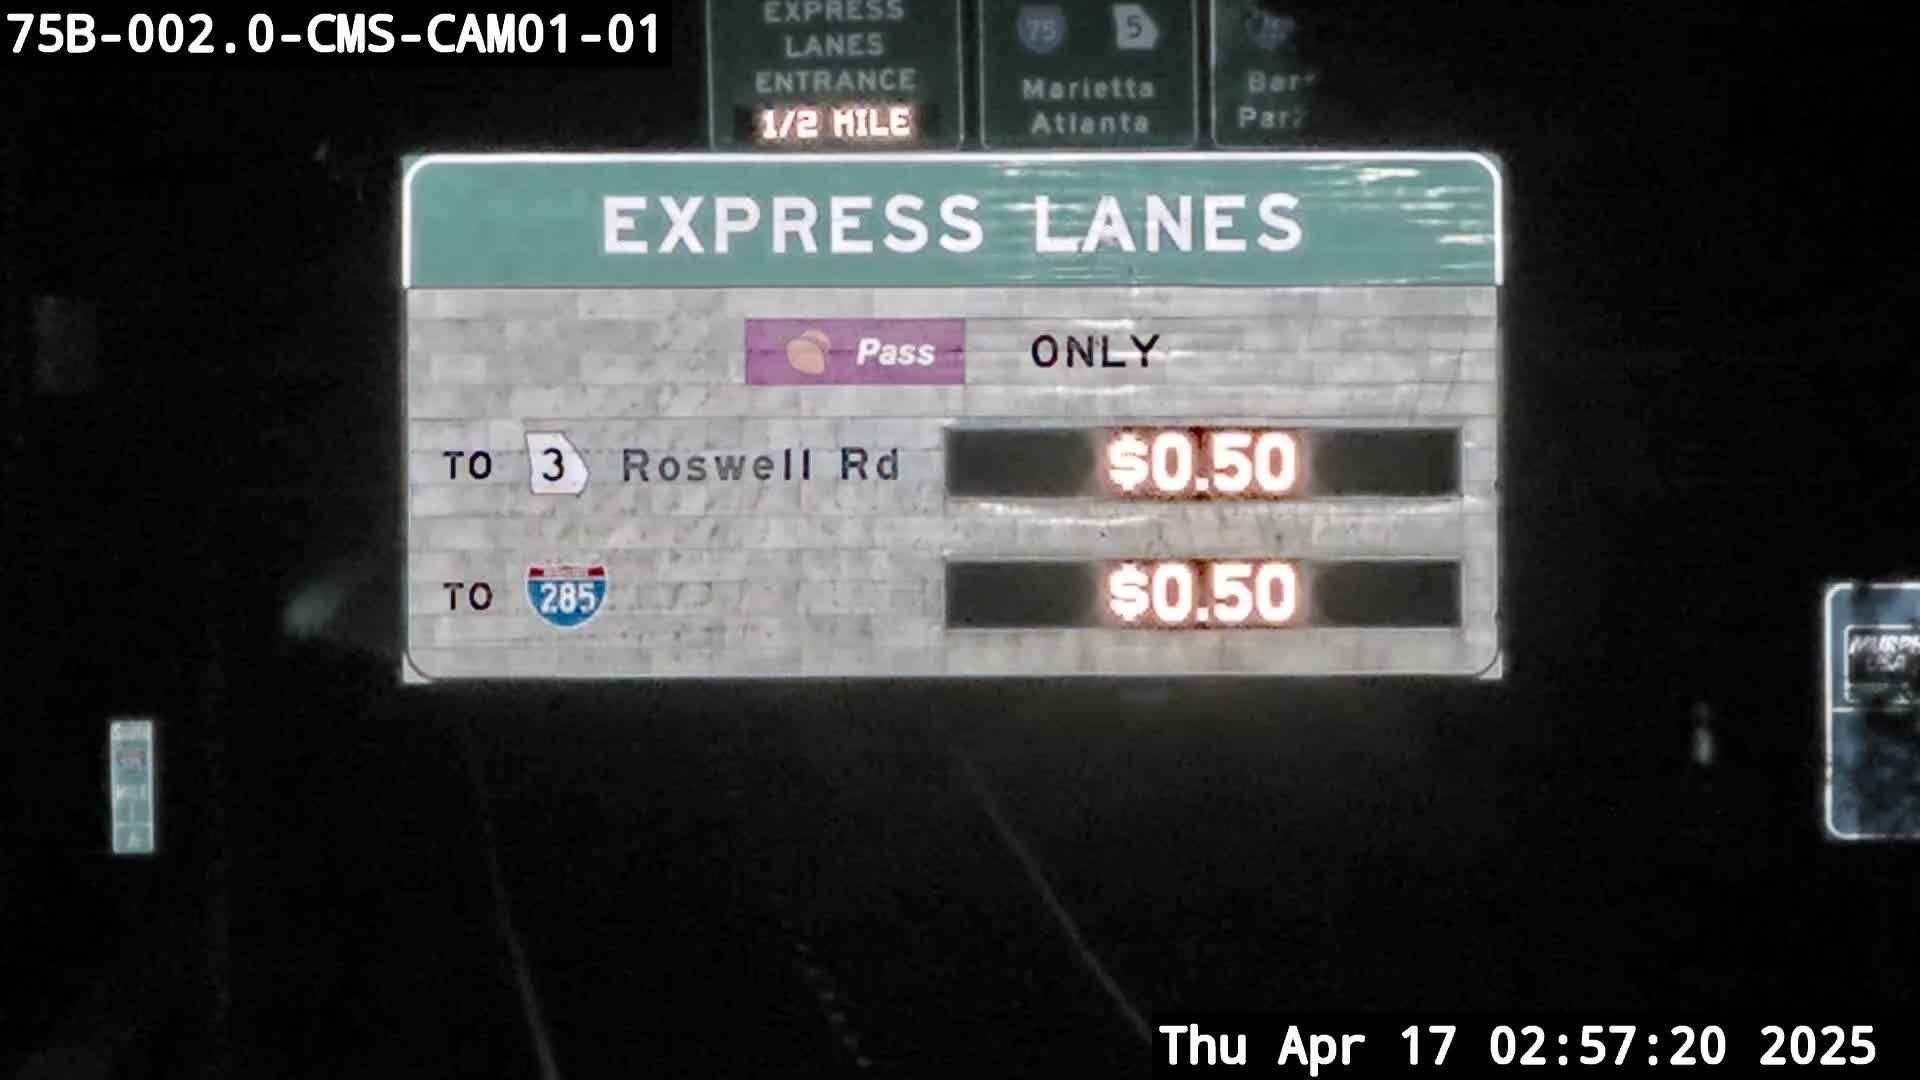 75B-002.0-CMS-CAM01-01
EXPRESS
LANES
ENTRANCE
1/2 MILE
75 5
Marietta
Atlanta
EXPRESS LANES
Pass ONLY
TO 3 Roswell Rd $0.50
TO 285 $0.50
Thu Apr 17 02:57:20 2025